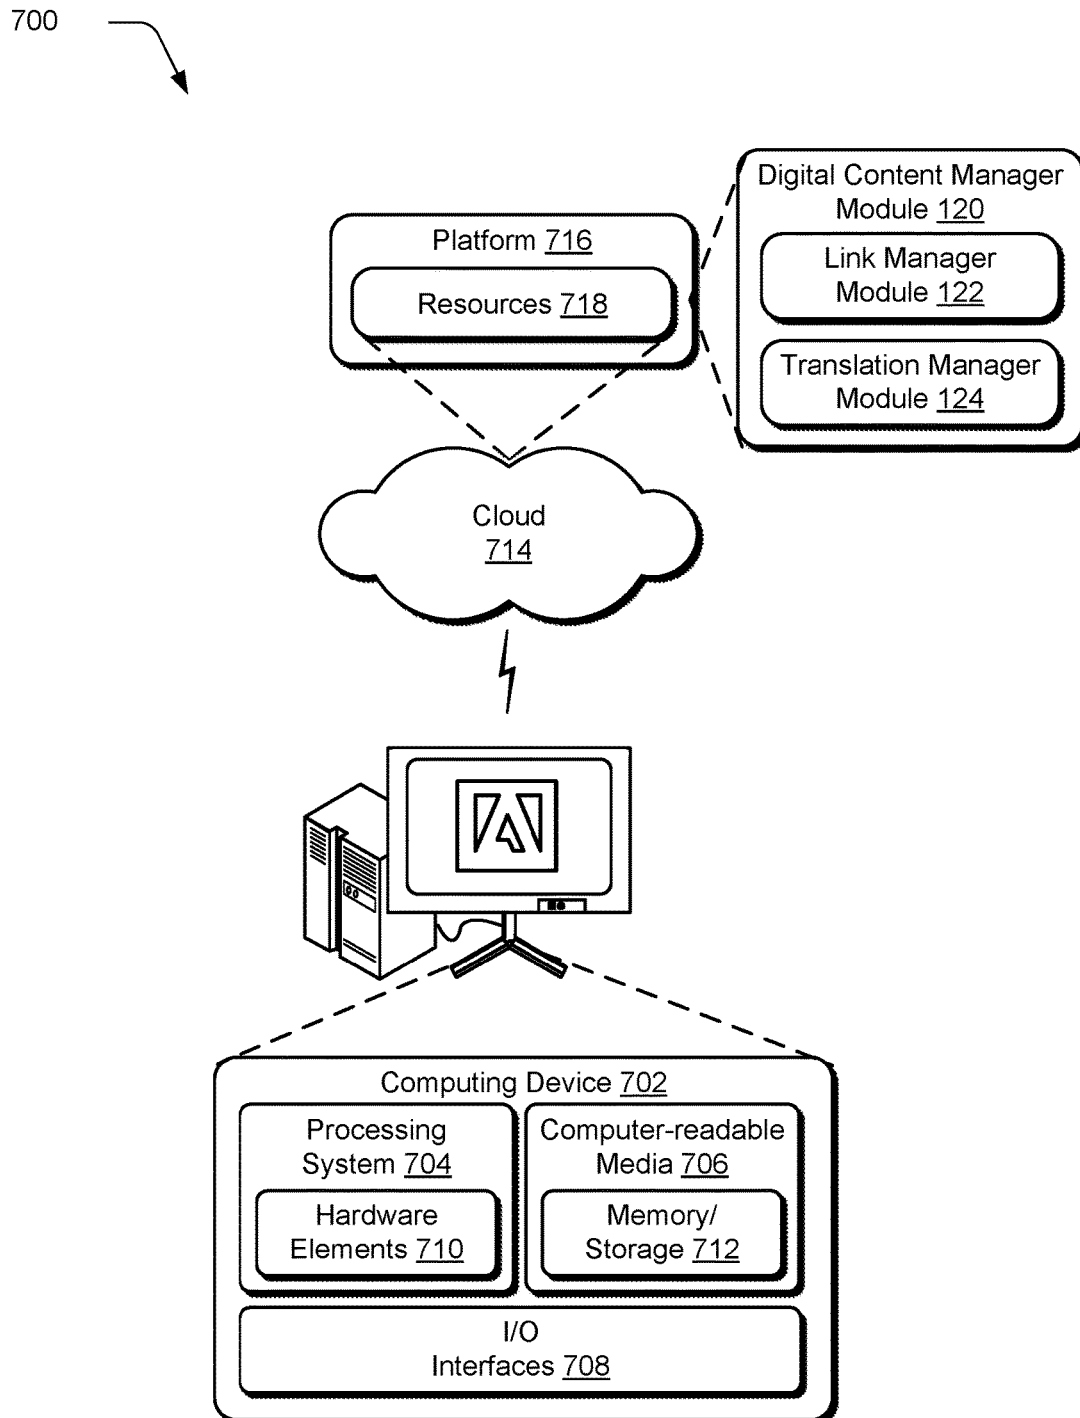 700
Digital Content Manager
Module 120
Link Manager
Module 122
Translation Manager
Module 124
Platform 716
Resources 718
Cloud
714
Computing Device 702
Processing
System 704
Hardware
Elements 710
Computer-readable
Media 706
Memory/
Storage 712
I/O
Interfaces 708